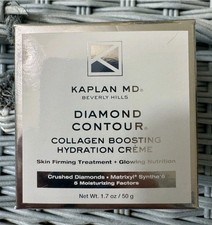 KAPLAN MD®
BEVERLY HILLS
DIAMOND
CONTOUR®
COLLAGEN BOOSTING
HYDRATION CRÈME
Skin Firming Treatment • Glowing Nutrition
Crushed Diamonds • Matrixyl® Synthe'6®
8 Moisturizing Factors
Net Wt. 1.7 oz / 50 g